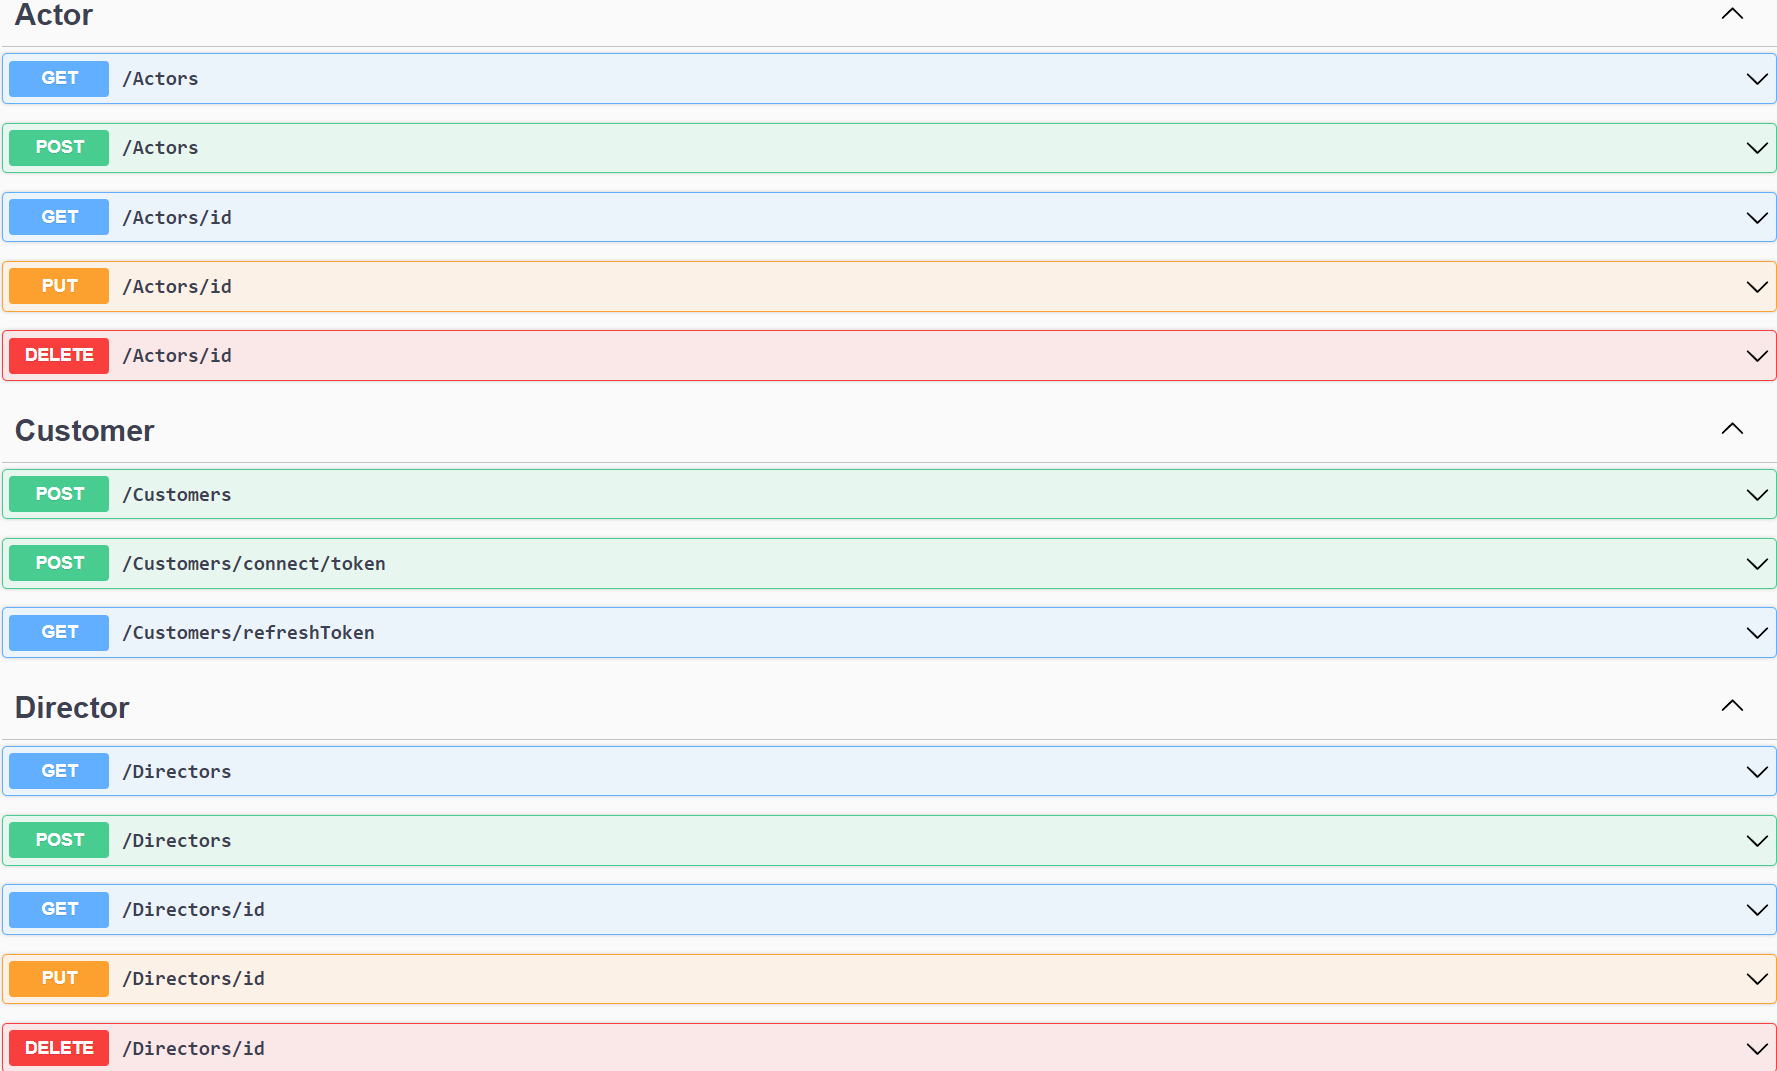 Actor
GET /Actors
POST /Actors
GET /Actors/id
PUT /Actors/id
DELETE /Actors/id
Customer
POST /Customers
POST /Customers/connect/token
GET /Customers/refreshToken
Director
GET /Directors
POST /Directors
GET /Directors/id
PUT /Directors/id
DELETE /Directors/id